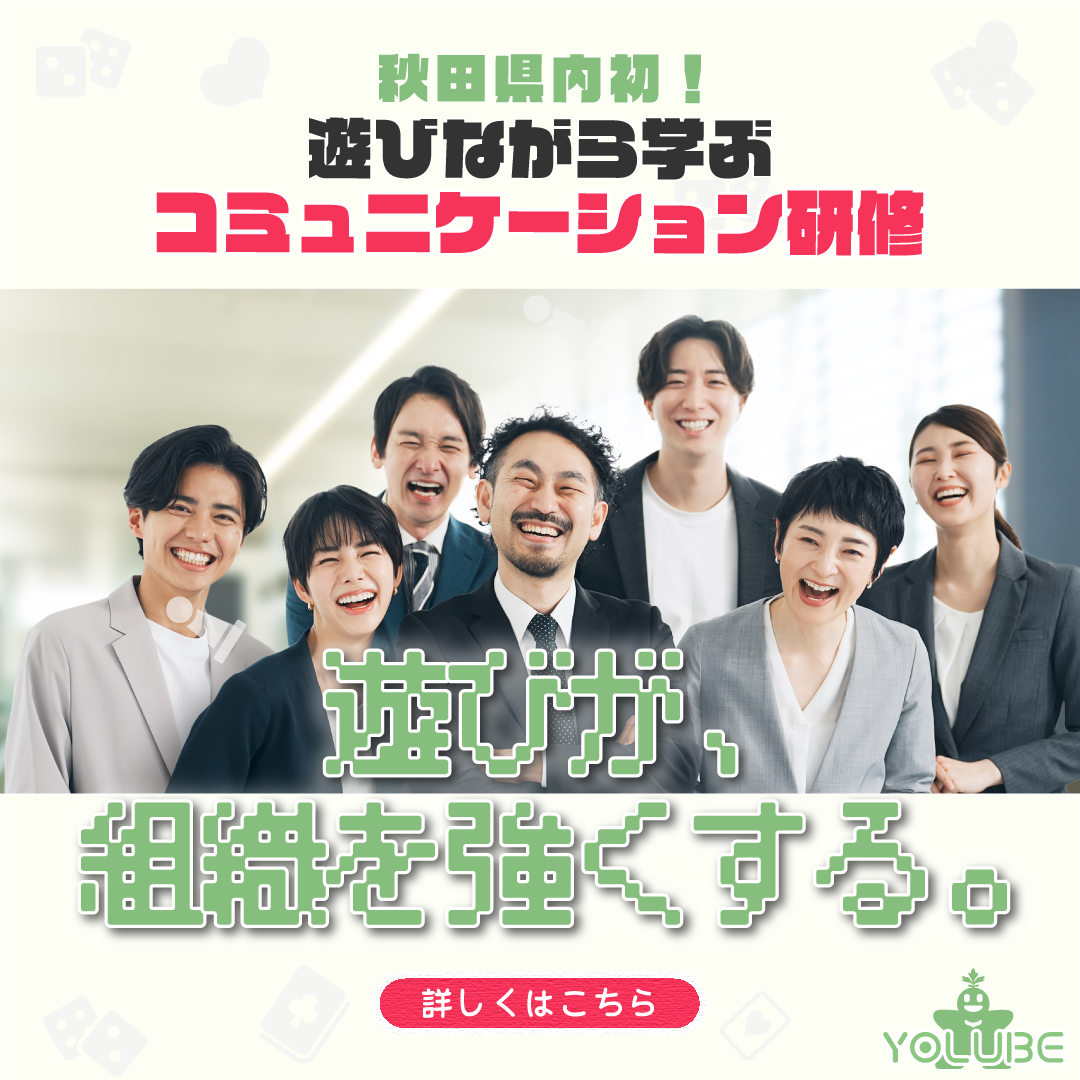 秋田県内初！
遊びながら学ぶ
コミュニケーション研修
遊びが、
組織を強くする。
詳しくはこちら
YOLUBE